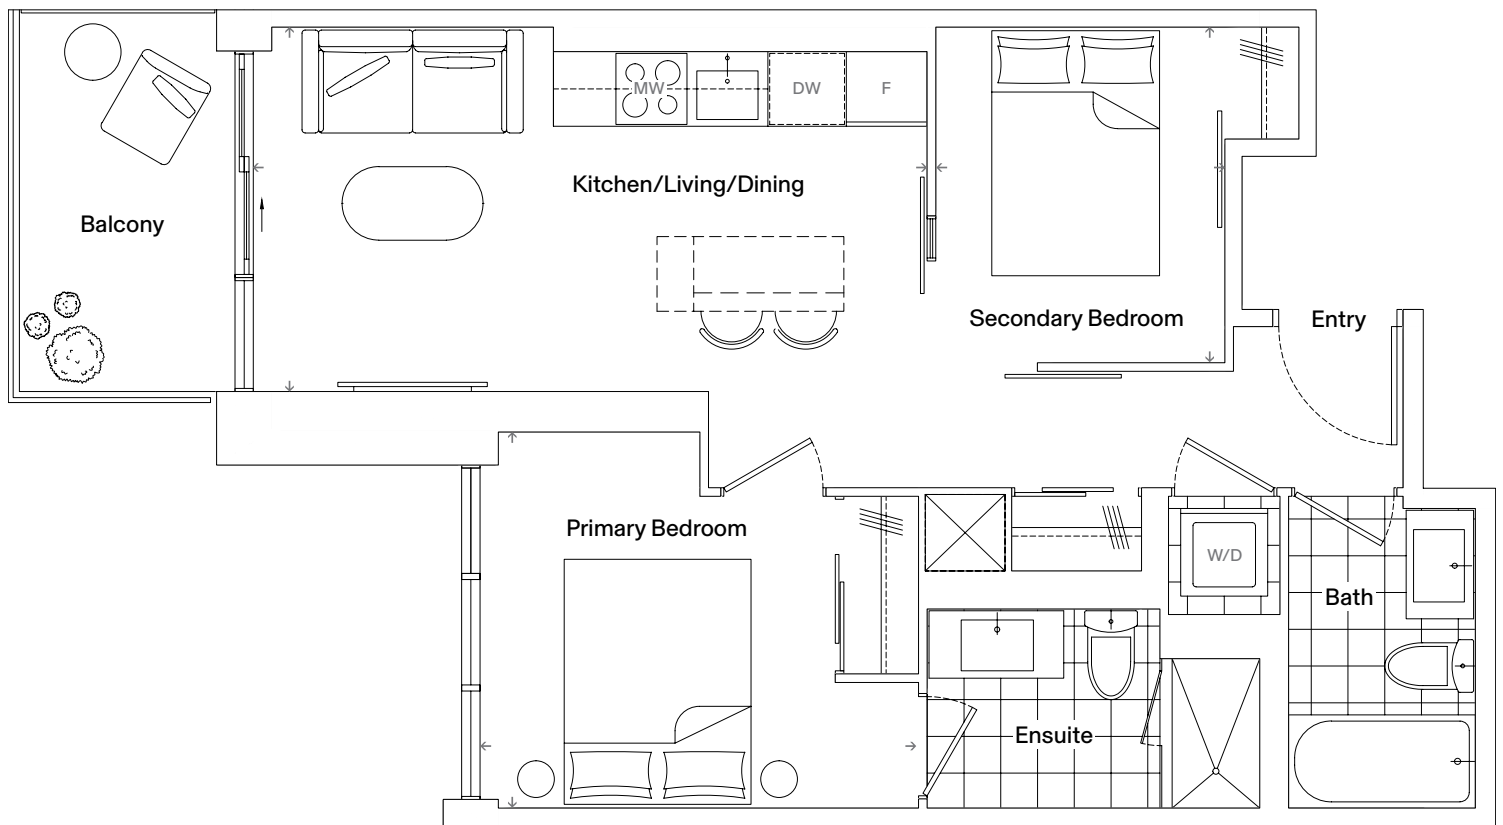 MW
DW
F
Kitchen/Living/Dining
Balcony
Secondary Bedroom
Entry
Primary Bedroom
W/D
Bath
Ensuite